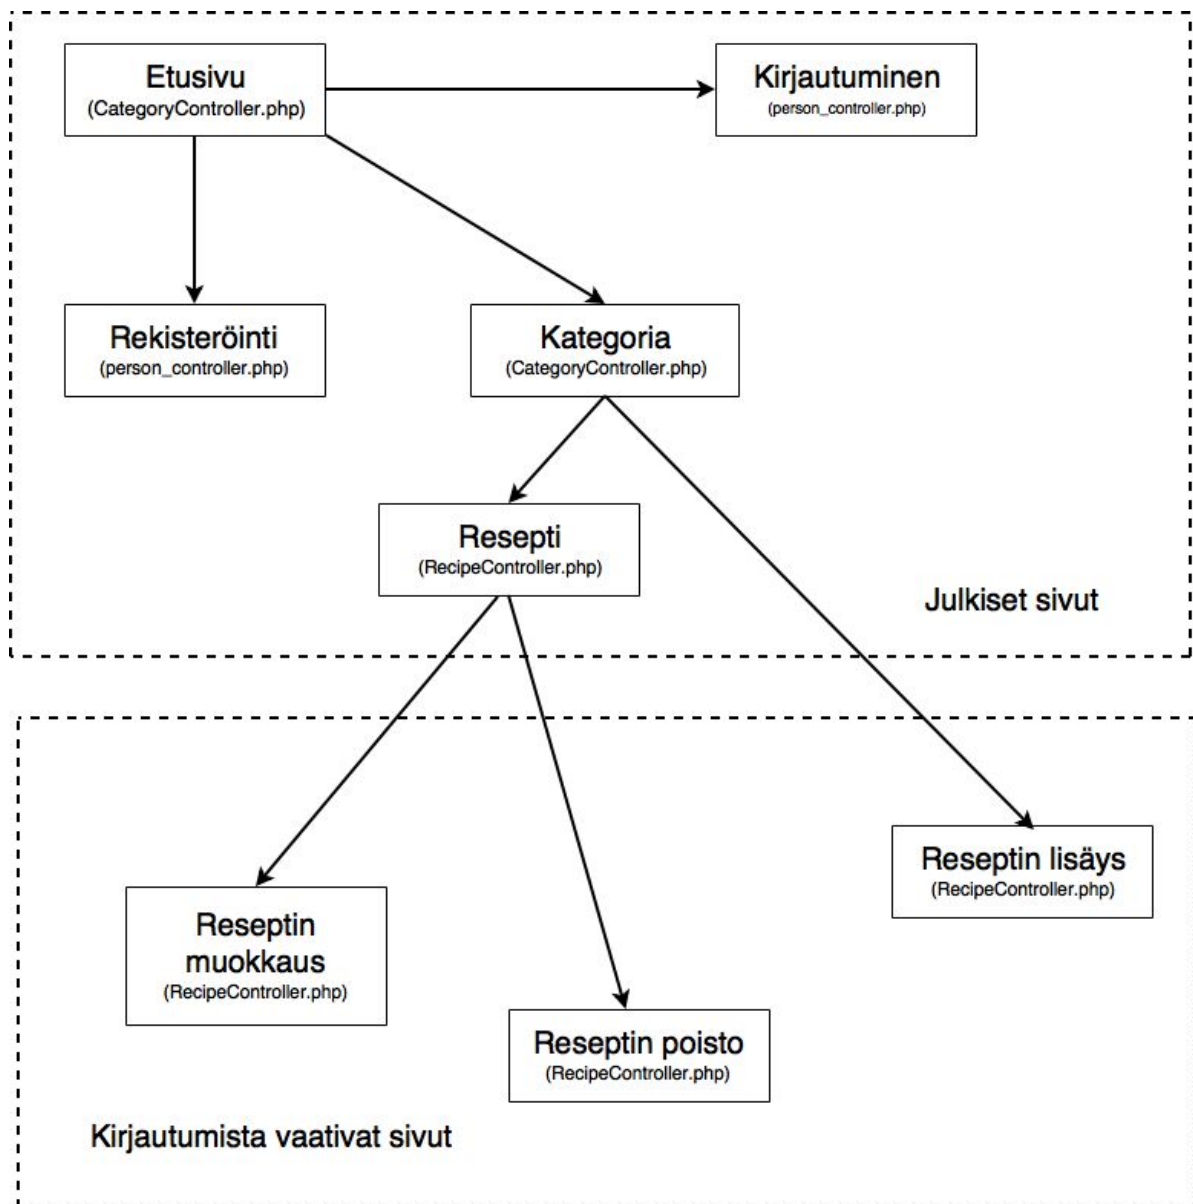 Etusivu
(CategoryController.php)
Kirjautuminen
(person_controller.php)
Rekisteröinti
(person_controller.php)
Kategoria
(CategoryController.php)
Resepti
(RecipeController.php)
Julkiset sivut
Reseptin lisäys
(RecipeController.php)
Reseptin
muokkaus
(RecipeController.php)
Reseptin poisto
(RecipeController.php)
Kirjautumista vaativat sivut